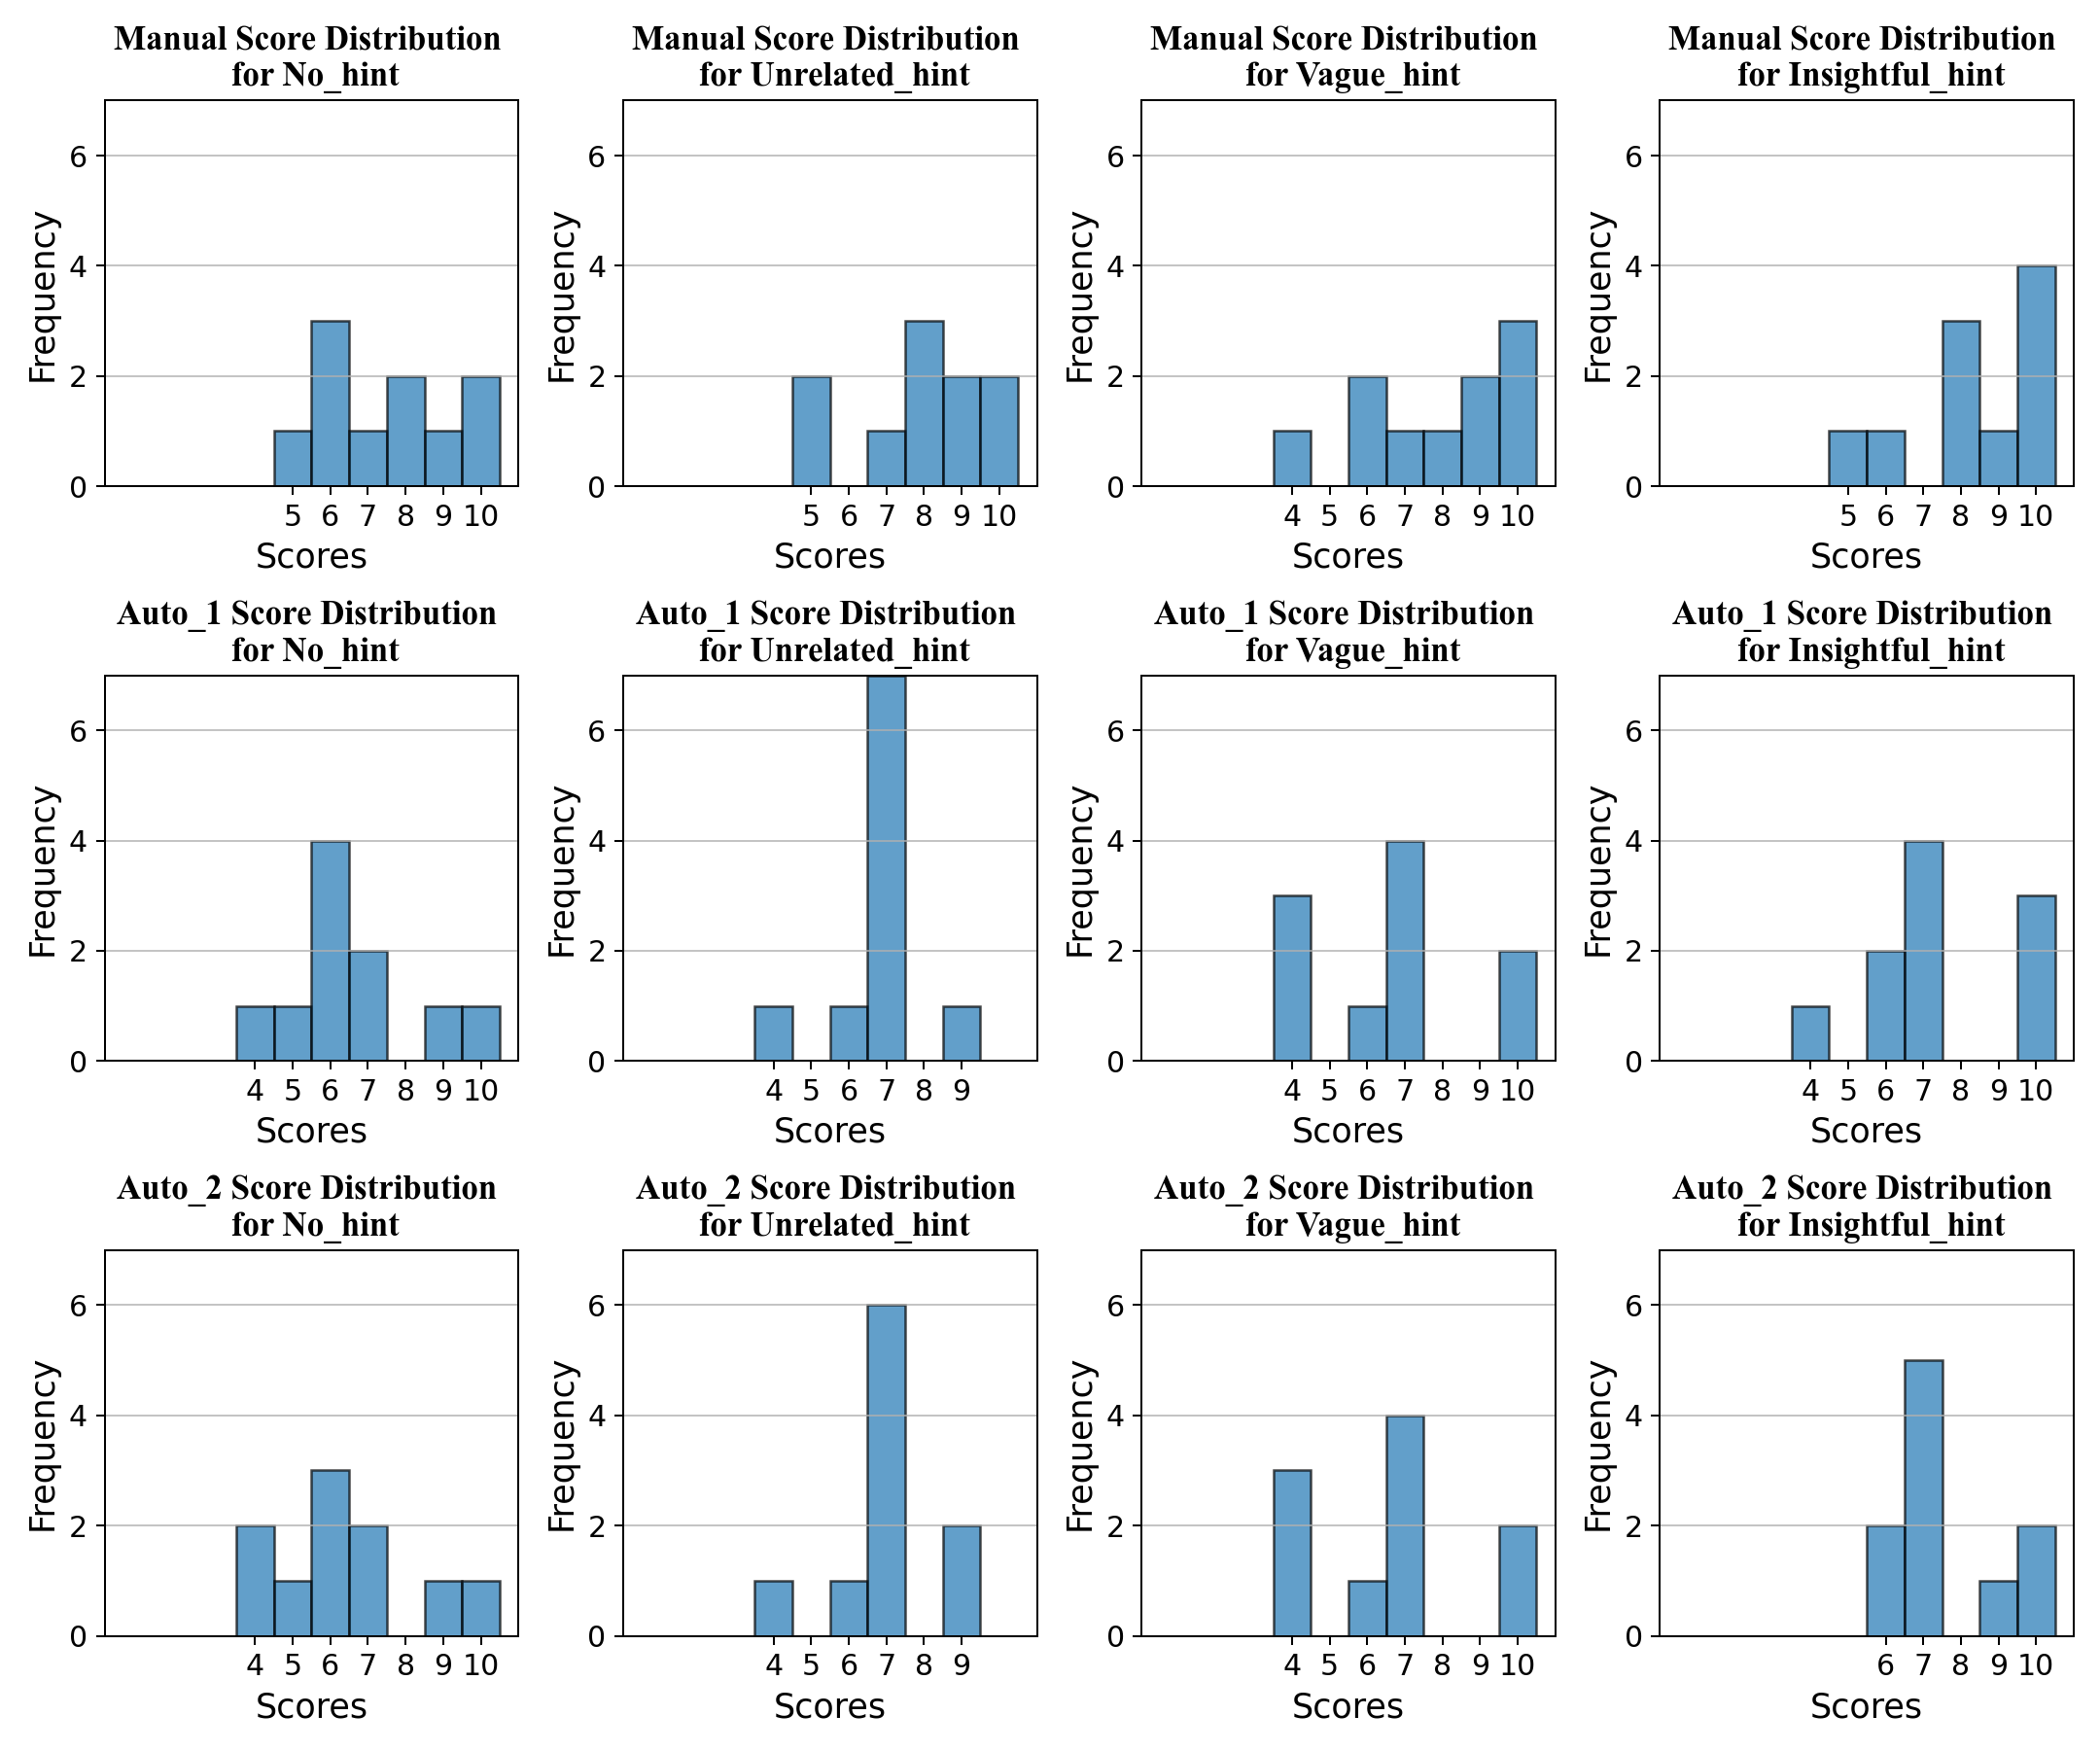 Manual Score Distribution
for No_hint
Manual Score Distribution
for Unrelated_hint
Manual Score Distribution
for Vague_hint
Manual Score Distribution
for Insightful_hint
6
4
2
0
Frequency
5 6 7 8 9 10
Scores
6
4
2
0
Frequency
5 6 7 8 9 10
Scores
6
4
2
0
Frequency
4 5 6 7 8 9 10
Scores
6
4
2
0
Frequency
5 6 7 8 9 10
Scores
Auto_1 Score Distribution
for No_hint
Auto_1 Score Distribution
for Unrelated_hint
Auto_1 Score Distribution
for Vague_hint
Auto_1 Score Distribution
for Insightful_hint
6
4
2
0
Frequency
4 5 6 7 8 9 10
Scores
6
4
2
0
Frequency
4 5 6 7 8 9
Scores
6
4
2
0
Frequency
4 5 6 7 8 9 10
Scores
6
4
2
0
Frequency
4 5 6 7 8 9 10
Scores
Auto_2 Score Distribution
for No_hint
Auto_2 Score Distribution
for Unrelated_hint
Auto_2 Score Distribution
for Vague_hint
Auto_2 Score Distribution
for Insightful_hint
6
4
2
0
Frequency
4 5 6 7 8 9 10
Scores
6
4
2
0
Frequency
4 5 6 7 8 9
Scores
6
4
2
0
Frequency
4 5 6 7 8 9 10
Scores
6
4
2
0
Frequency
6 7 8 9 10
Scores